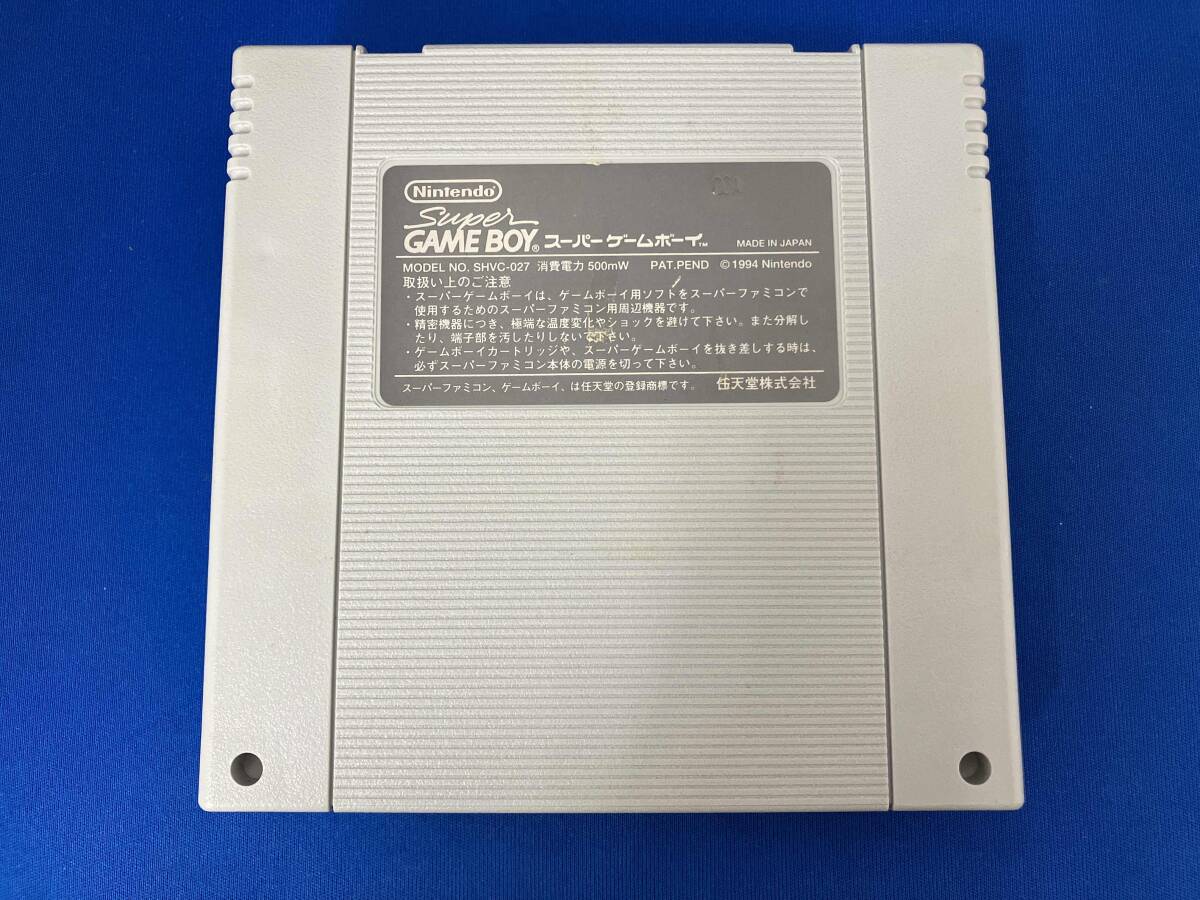 Nintendo
Super
GAME BOY® スーパーゲームボーイ™ MADE IN JAPAN
MODEL NO. SHVC-027 消費電力 500mW PAT.PEND © 1994 Nintendo
取扱い上のご注意
・スーパーゲームボーイは、ゲームボーイ用ソフトをスーパーファミコンで
使用するためのスーパーファミコン用周辺機器です。
・精密機器につき、極端な温度変化やショックを避けて下さい。また分解し
たり、端子部を汚したりしないで下さい。
・ゲームボーイカートリッジや、スーパーゲームボーイを抜き差しする時は、
必ずスーパーファミコン本体の電源を切って下さい。
スーパーファミコン、ゲームボーイ、は任天堂の登録商標です。 任天堂株式会社